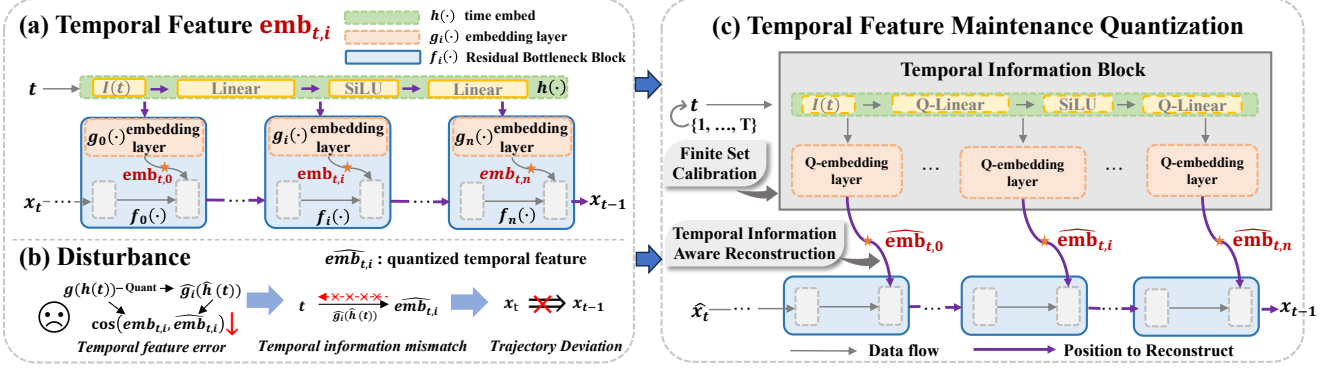 (a) Temporal Feature emb_{t,i}
h(·) time embed
g_i(·) embedding layer
f_i(·) Residual Bottleneck Block
t
I(t)
Linear
SiLU
Linear
h(·)
g_0(·) embedding
layer
g_i(·) embedding
layer
g_n(·) embedding
layer
emb_{t,0}
emb_{t,i}
emb_{t,n}
x_t
...
...
x_{t-1}
f_0(·)
f_i(·)
f_n(·)
(b) Disturbance
\widehat{emb}_{t,i} : quantized temporal feature
g(h(t)) – Quant → \hat{g}_i(\hat{h}(t))
cos(emb_{t,i}, \widehat{emb}_{t,i})
Temporal feature error
t
\hat{g}_i(\hat{h}(t))
\widehat{emb}_{t,i}
Temporal information mismatch
x_t
x_{t-1}
Trajectory Deviation
(c) Temporal Feature Maintenance Quantization
Temporal Information Block
t
{1, …, T}
I(t)
Q-Linear
SiLU
Q-Linear
Finite Set
Calibration
Q-embedding
layer
...
Q-embedding
layer
...
Q-embedding
layer
Temporal Information
Aware Reconstruction
\widehat{emb}_{t,0}
\widehat{emb}_{t,i}
\widehat{emb}_{t,n}
\hat{x}_t
...
...
x_{t-1}
Data flow
Position to Reconstruct